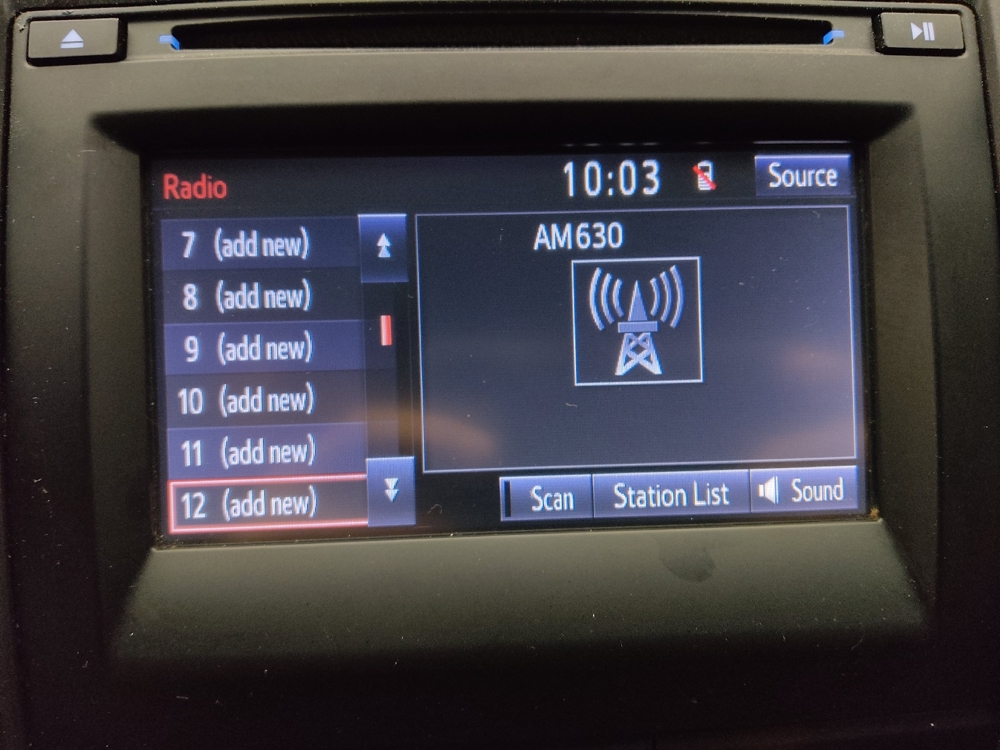 Radio
10:03
Source
7 (add new)
8 (add new)
9 (add new)
10 (add new)
11 (add new)
12 (add new)
AM630
Scan
Station List
Sound